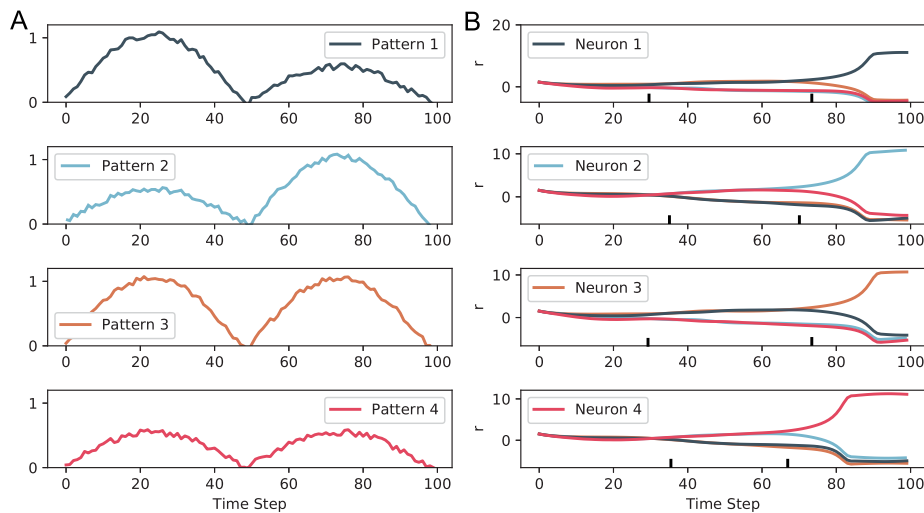 A
B
1
0
Pattern 1
0 20 40 60 80 100
20
0
r
Neuron 1
0 20 40 60 80 100
1
0
Pattern 2
0 20 40 60 80 100
10
0
r
Neuron 2
0 20 40 60 80 100
1
0
Pattern 3
0 20 40 60 80 100
10
0
r
Neuron 3
0 20 40 60 80 100
1
0
Pattern 4
0 20 40 60 80 100
Time Step
10
0
r
Neuron 4
0 20 40 60 80 100
Time Step